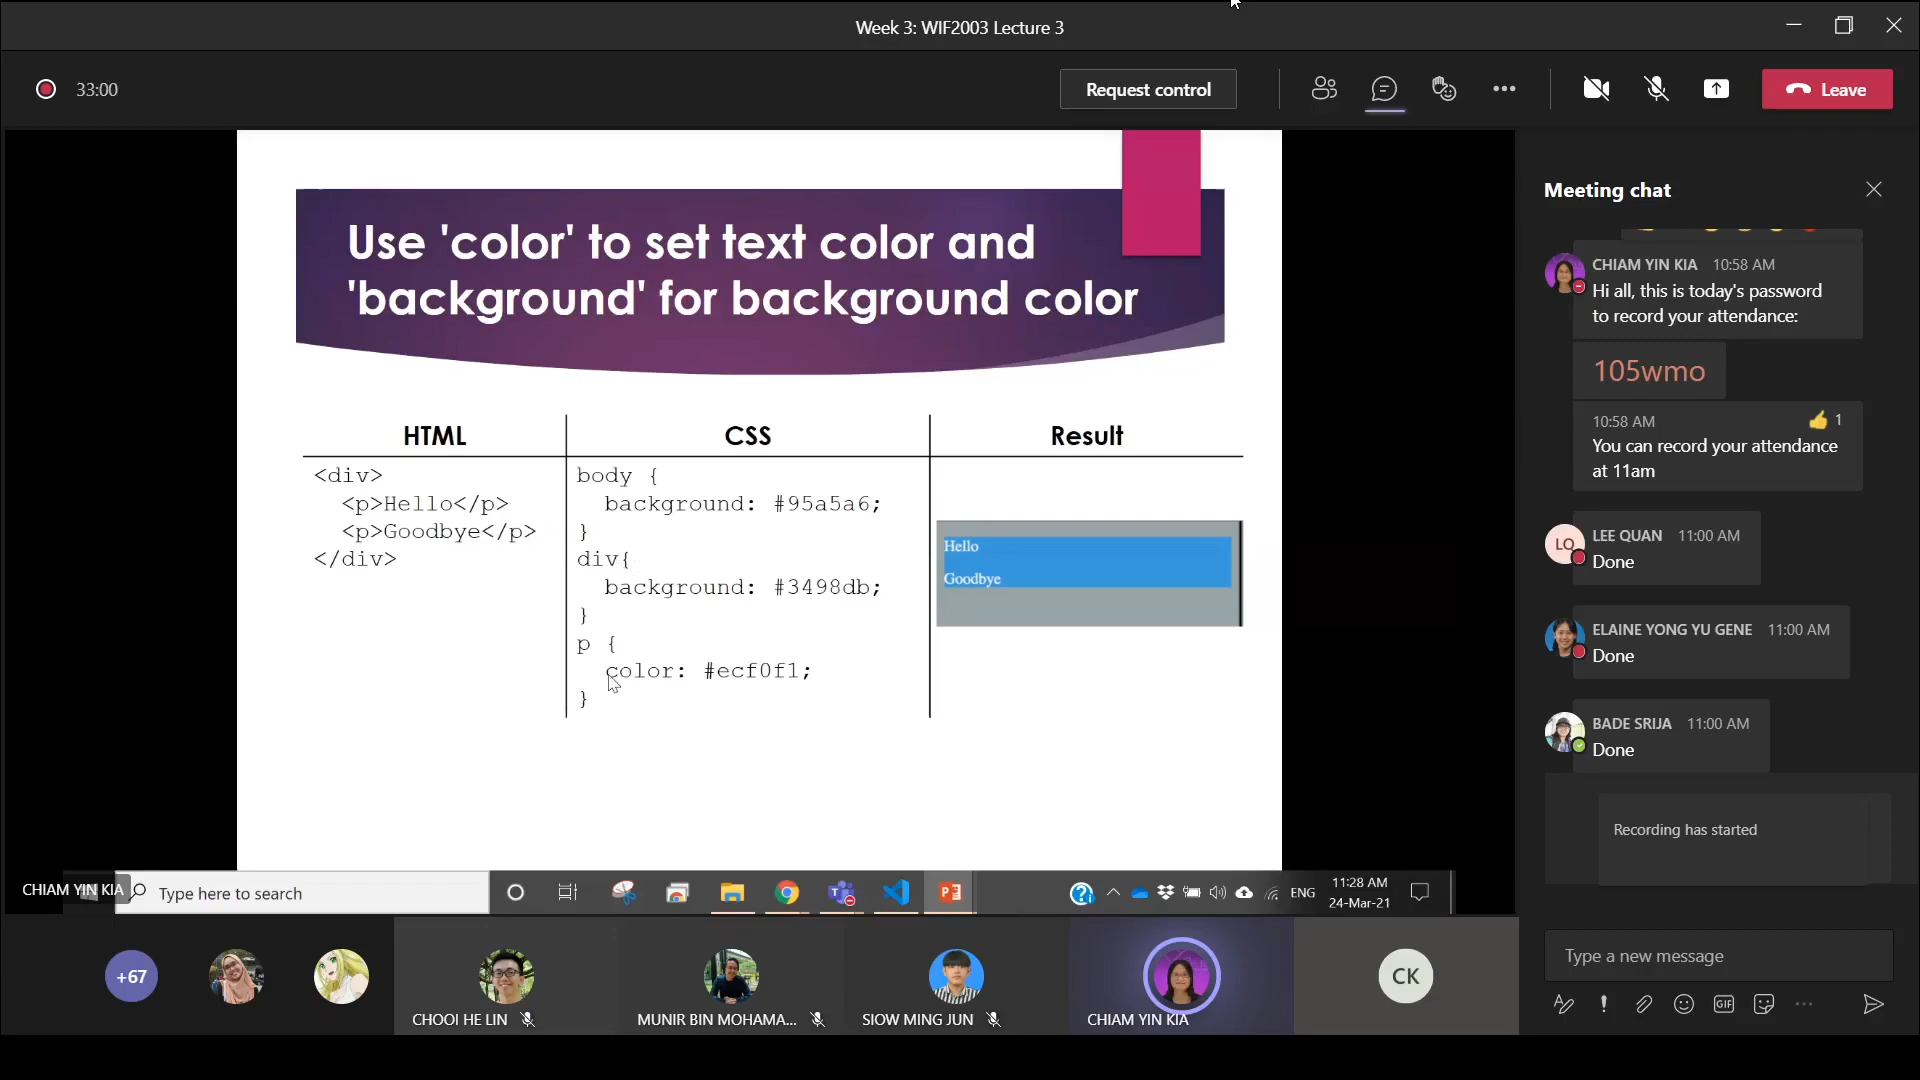 Week 3: WIF2003 Lecture 3
33:00
Request control
Leave
Use 'color' to set text color and
'background' for background color
HTML
CSS
Result
<div>
<p>Hello</p>
<p>Goodbye</p>
</div>
body {
background: #95a5a6;
}
div{
background: #3498db;
}
p {
color: #ecf0f1;
}
Hello
Goodbye
Meeting chat
CHIAM YIN KIA 10:58 AM
Hi all, this is today's password
to record your attendance:
105wmo
10:58 AM
1
You can record your attendance
at 11am
LQ
LEE QUAN 11:00 AM
Done
ELAINE YONG YU GENE 11:00 AM
Done
BADE SRIJA 11:00 AM
Done
Recording has started
Type a new message
GIF
CHIAM YIN KIA
Type here to search
ENG
11:28 AM
24-Mar-21
+67
CHOOI HE LIN
MUNIR BIN MOHAMA...
SIOW MING JUN
CHIAM YIN KIA
CK